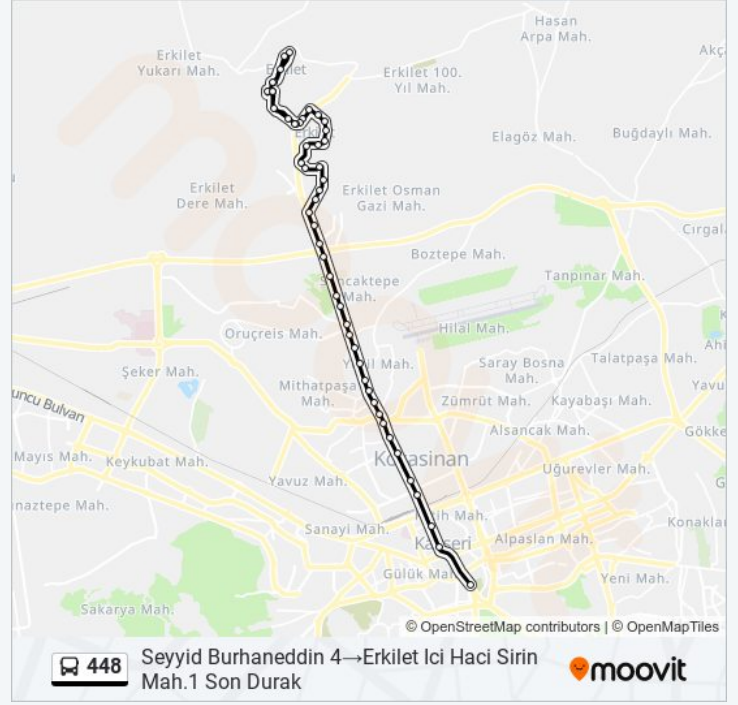 Hasan
Arpa Mah.
Erkilet
Yukarı Mah.
Akç
Erkilet 100.
Yıl Mah.
Elagöz Mah.
Buğdaylı Mah.
Erkilet
Dere Mah.
Erkilet Osman
Gazi Mah.
Cırgal
Boztepe Mah.
Tanpınar Mah.
Mah.
Oruçreis Mah.
Hilal Mah.
Ahi
Şeker Mah.
Saray Bosna
Mah.
Talatpaşa Mah.
Mithatpaşa
Mah.
Yavu
uncu Bulvarı
Zümrüt Mah.
Kayabaşı Mah.
Alsancak Mah.
Gökke
Mayıs Mah.
Keykubat Mah.
Kocasinan
Uğurevler Mah.
Yavuz Mah.
G
naztepe Mah.
Sanayi Mah.
Fatih Mah.
Konakla
Kayseri
Alpaslan Mah.
Gülük Mah.
Yeni Mah.
Sakarya Mah.
© OpenStreetMap contributors | © OpenMapTiles
448
Seyyid Burhaneddin 4→Erkilet Ici Haci Sirin
Mah.1 Son Durak
moovit